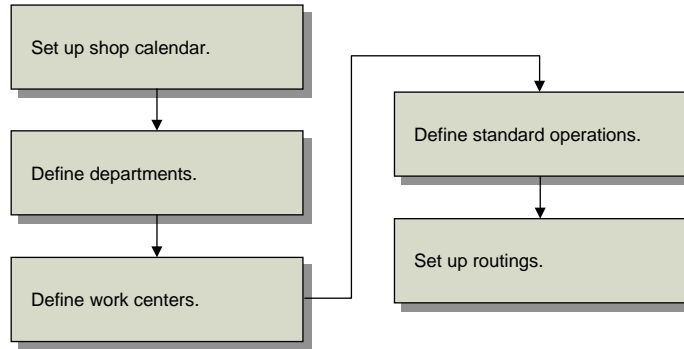 Set up shop calendar.
Define departments.
Define work centers.
Define standard operations.
Set up routings.